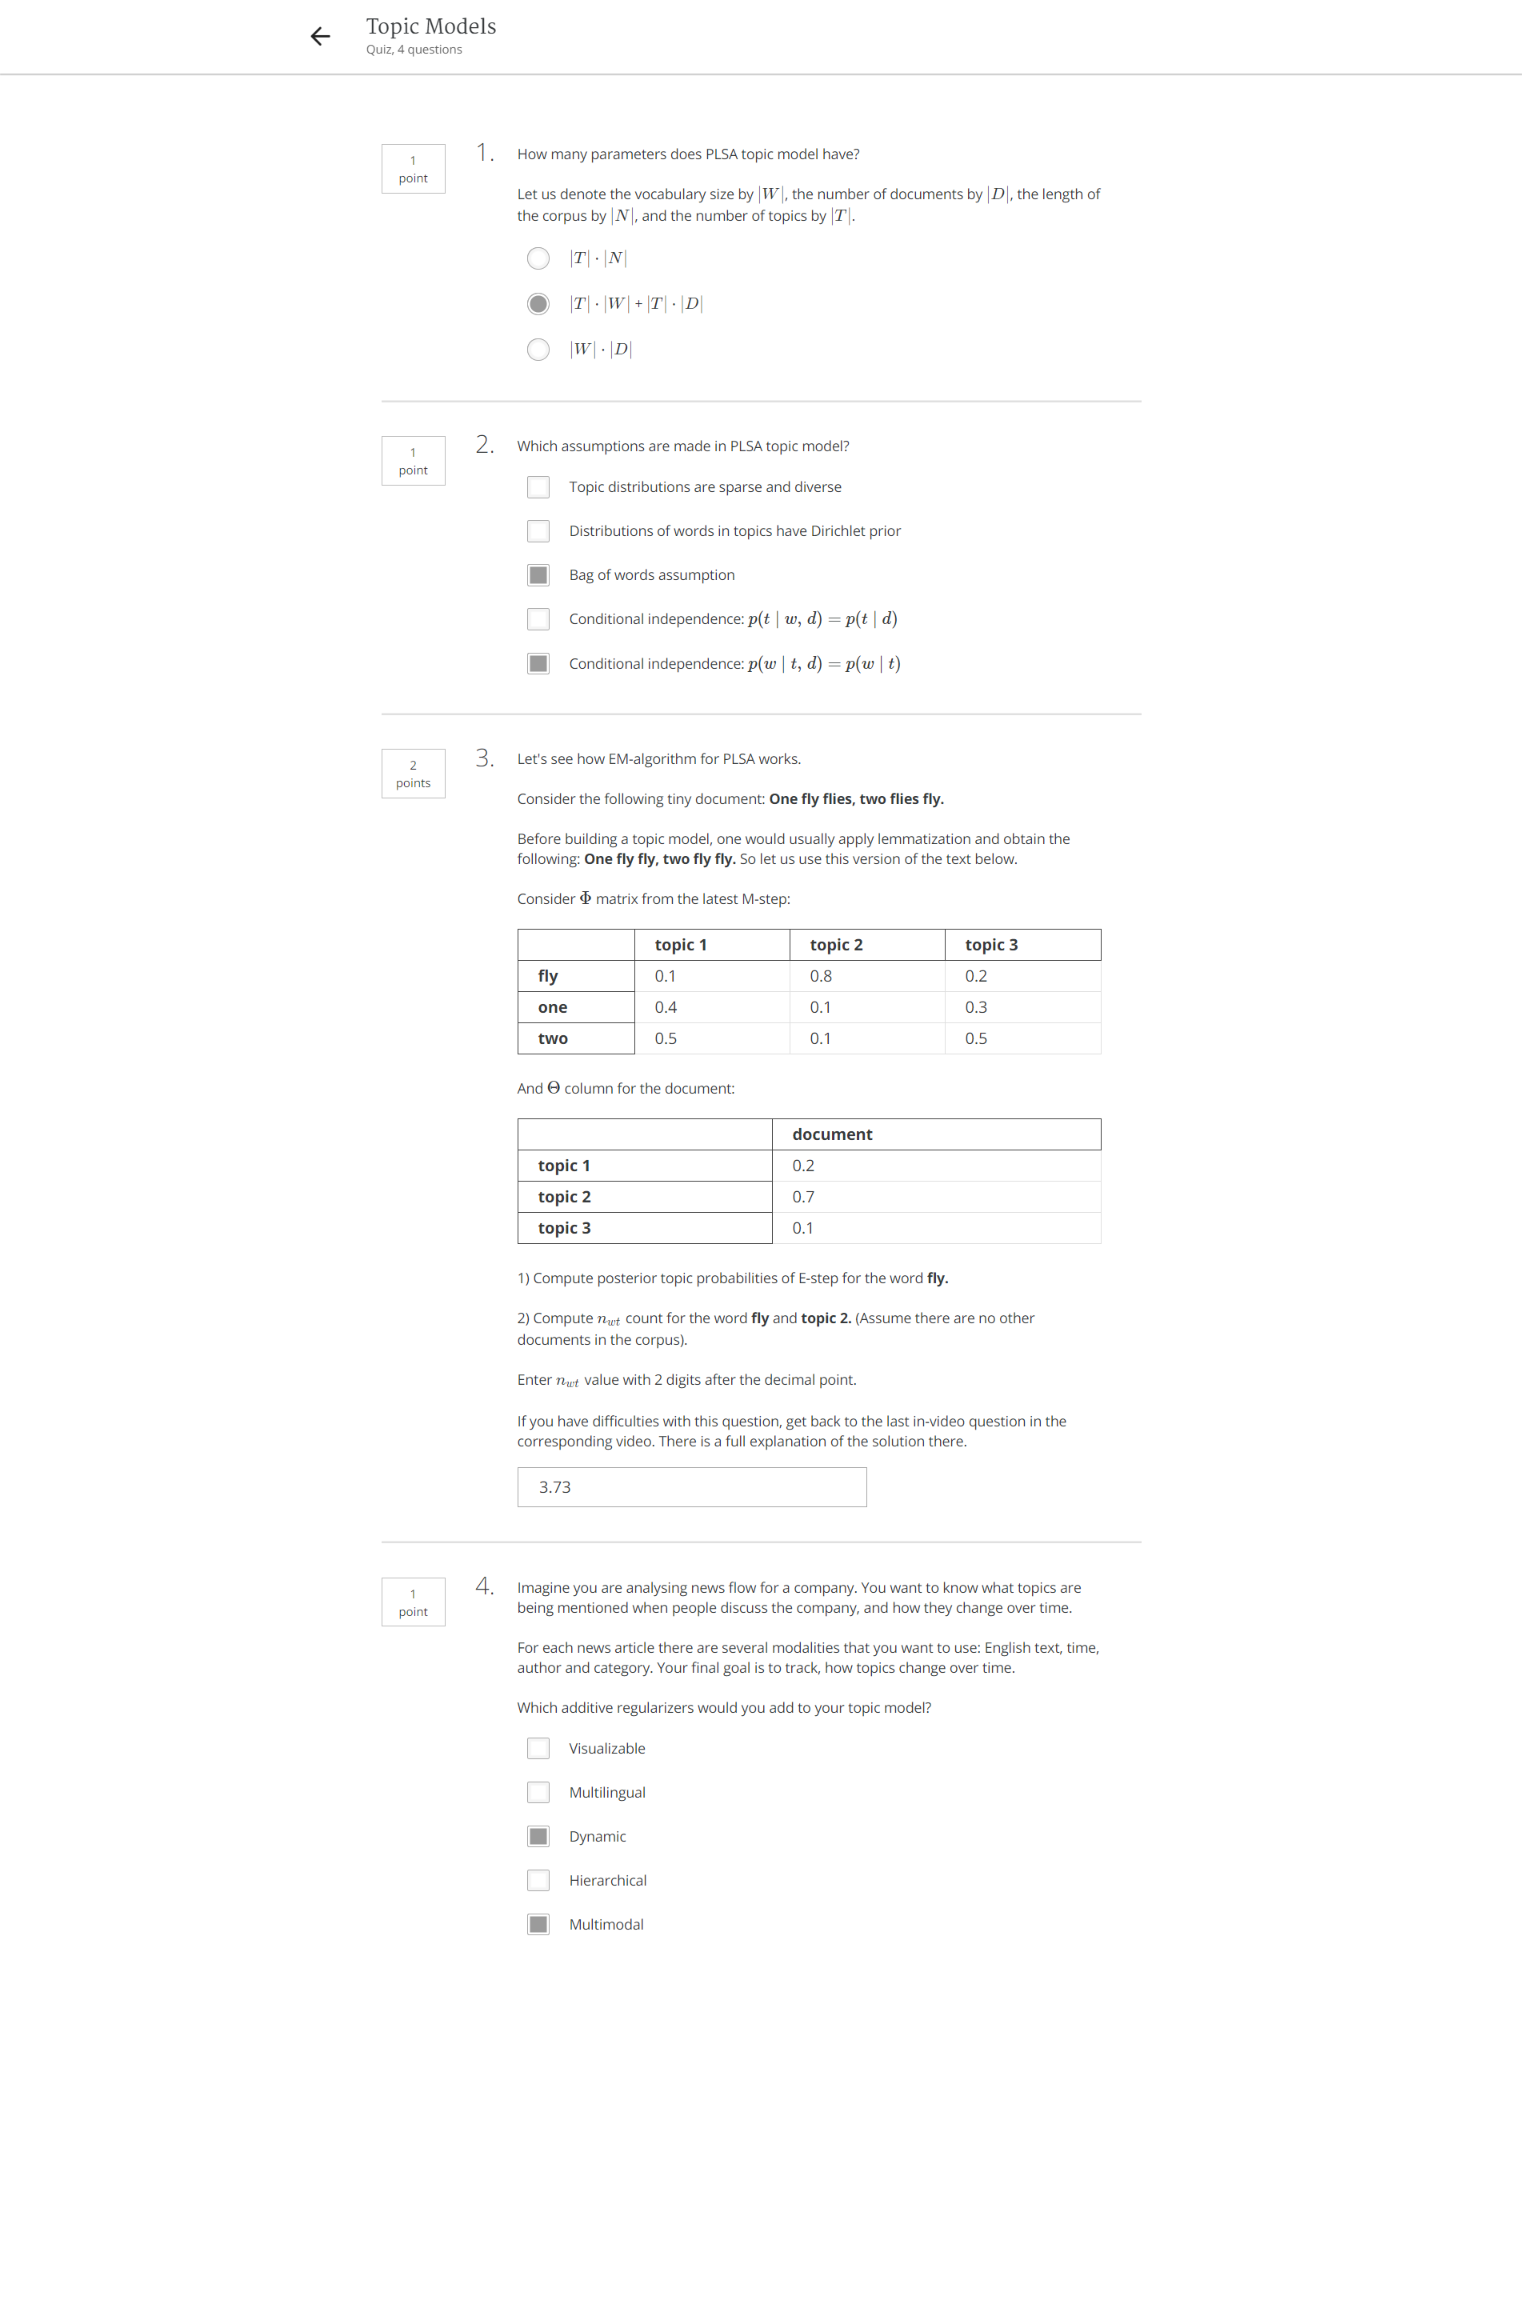 Topic Models
Quiz, 4 questions
1
point
1.
How many parameters does PLSA topic model have?
Let us denote the vocabulary size by |W|, the number of documents by |D|, the length of
the corpus by |N|, and the number of topics by |T|.
|T| · |N|
|T| · |W| + |T| · |D|
|W| · |D|
1
point
2.
Which assumptions are made in PLSA topic model?
Topic distributions are sparse and diverse
Distributions of words in topics have Dirichlet prior
Bag of words assumption
Conditional independence: p(t | w, d) = p(t | d)
Conditional independence: p(w | t, d) = p(w | t)
2
points
3.
Let's see how EM-algorithm for PLSA works.
Consider the following tiny document: One fly flies, two flies fly.
Before building a topic model, one would usually apply lemmatization and obtain the
following: One fly fly, two fly fly. So let us use this version of the text below.
Consider Φ matrix from the latest M-step:
topic 1 topic 2 topic 3
fly 0.1 0.8 0.2
one 0.4 0.1 0.3
two 0.5 0.1 0.5
And Θ column for the document:
document
topic 1 0.2
topic 2 0.7
topic 3 0.1
1) Compute posterior topic probabilities of E-step for the word fly.
2) Compute nwt count for the word fly and topic 2. (Assume there are no other
documents in the corpus).
Enter nwt value with 2 digits after the decimal point.
If you have difficulties with this question, get back to the last in-video question in the
corresponding video. There is a full explanation of the solution there.
3.73
1
point
4.
Imagine you are analysing news flow for a company. You want to know what topics are
being mentioned when people discuss the company, and how they change over time.
For each news article there are several modalities that you want to use: English text, time,
author and category. Your final goal is to track, how topics change over time.
Which additive regularizers would you add to your topic model?
Visualizable
Multilingual
Dynamic
Hierarchical
Multimodal